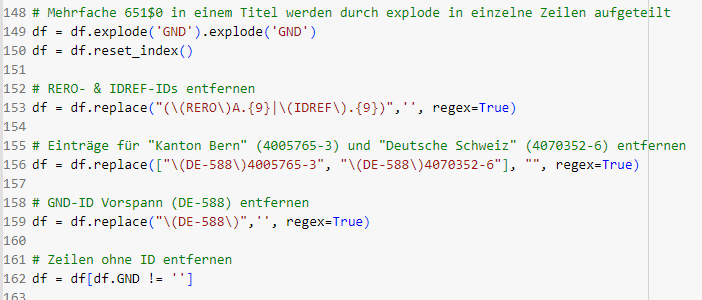 148 # Mehrfache 651$0 in einem Titel werden durch explode in einzelne Zeilen aufgeteilt
149 df = df.explode('GND').explode('GND')
150 df = df.reset_index()
151
152 # RERO- & IDREF-IDs entfernen
153 df = df.replace("(\(RERO\)A.{9}|\(IDREF\).{9})",'', regex=True)
154
155 # Einträge für "Kanton Bern" (4005765-3) und "Deutsche Schweiz" (4070352-6) entfernen
156 df = df.replace(["\(DE-588\)4005765-3", "\(DE-588\)4070352-6"], "", regex=True)
157
158 # GND-ID Vorspann (DE-588) entfernen
159 df = df.replace("\(DE-588\)",'', regex=True)
160
161 # Zeilen ohne ID entfernen
162 df = df[df.GND != '']
163